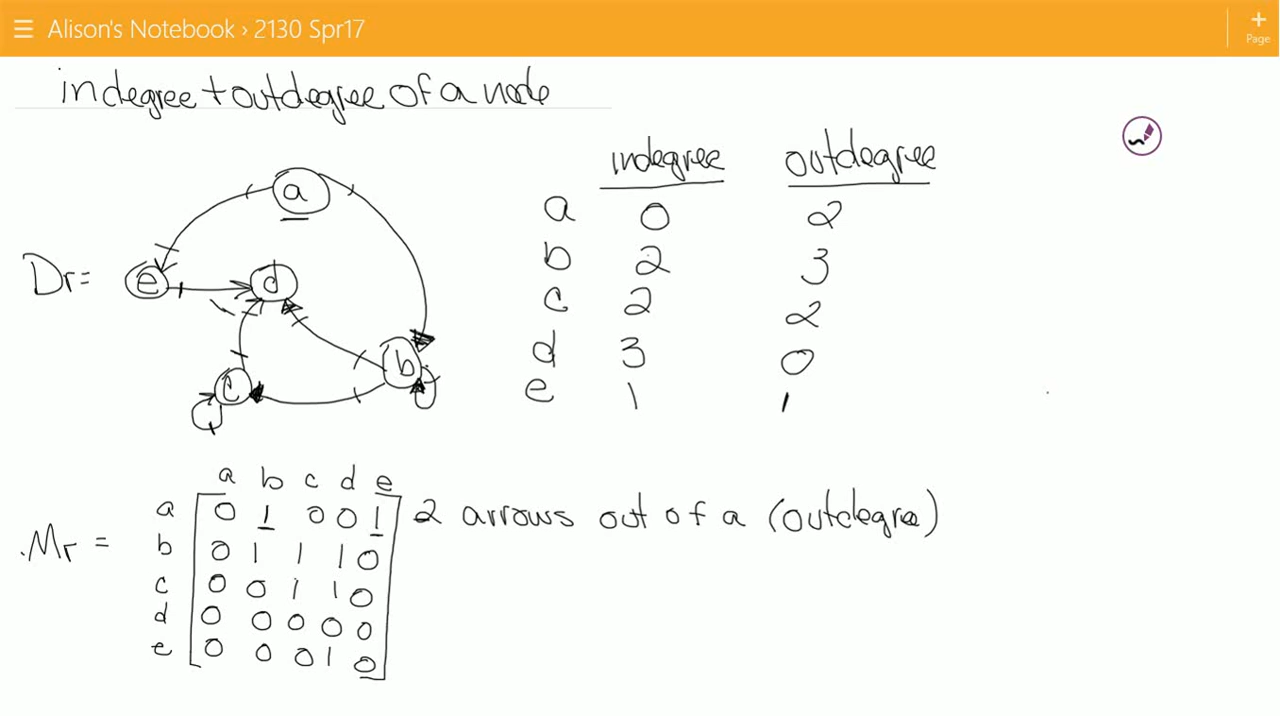 Alison's Notebook › 2130 Spr17
Page
indegree + outdegree of a node
indegree outdegree
a 0 2
b 2 3
c 2 2
d 3 0
e 1 1
Dr=
a
e
d
b
c
a b c d e
Mr =
a 0 1 0 0 1 2 arrows out of a (outdegree)
b 0 1 1 1 0
c 0 0 1 1 0
d 0 0 0 0 0
e 0 0 0 1 0